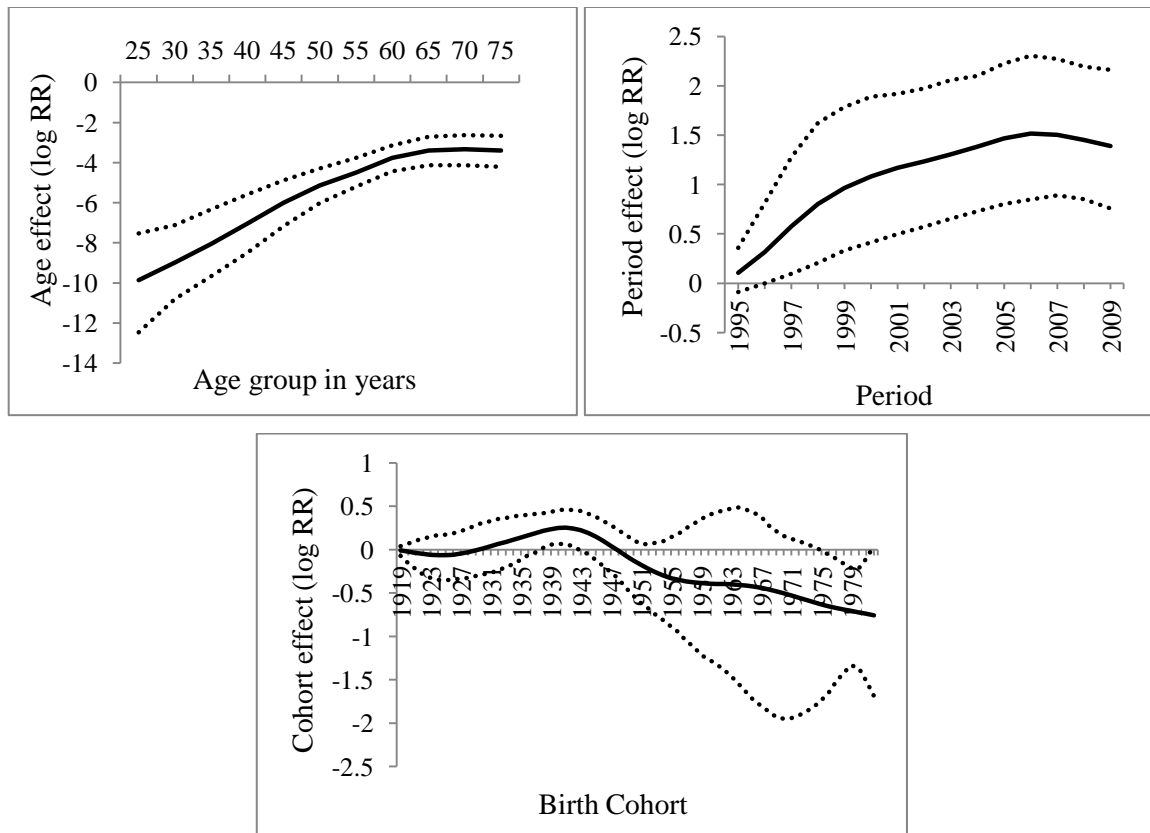 25 30 35 40 45 50 55 60 65 70 75
0
-2
-4
-6
-8
-10
-12
-14
Age effect (log RR)
Age group in years
2.5
2
1.5
1
0.5
0
-0.5
Period effect (log RR)
1995 1997 1999 2001 2003 2005 2007 2009
Period
1
0.5
0
-0.5
-1
-1.5
-2
-2.5
Cohort effect (log RR)
1919 1923 1927 1931 1935 1939 1943 1947 1951 1955 1959 1963 1967 1971 1975 1979
Birth Cohort